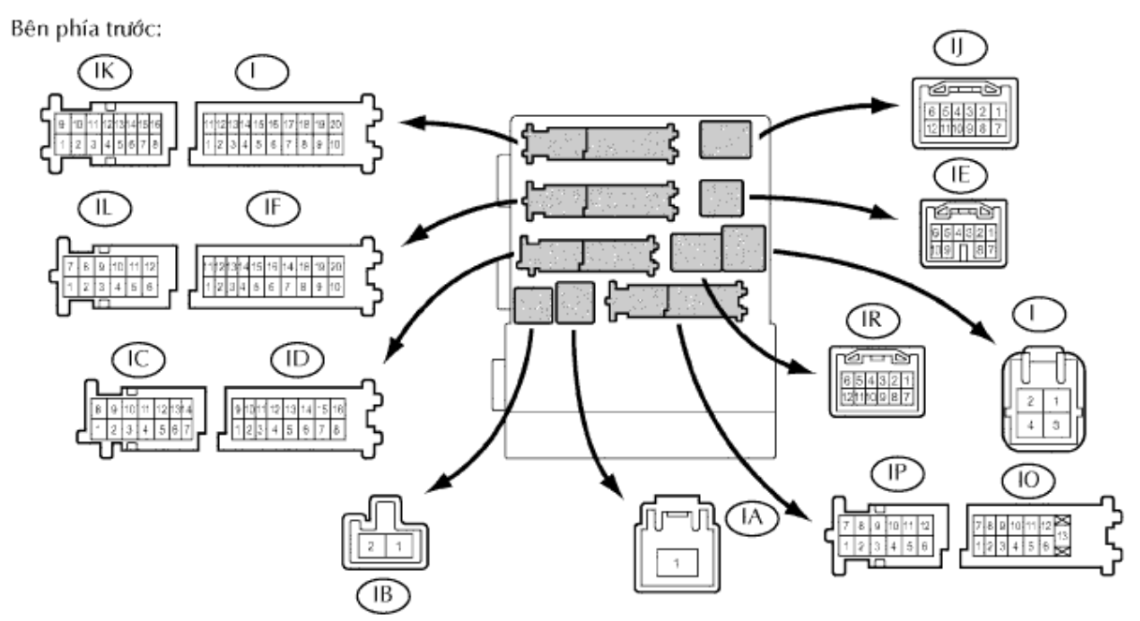 Bên phía trước:
IK
I
9 10 11 12 13 14 15 16
1 2 3 4 5 6 7 8
11 12 13 14 15 16 17 18 19 20
1 2 3 4 5 6 7 8 9 10
IJ
6 5 4 3 2 1
12 11 10 9 8 7
IL
IF
7 8 9 10 11 12
1 2 3 4 5 6
11 12 13 14 15 16 14 18 19 20
1 2 3 4 5 6 7 8 9 10
IE
6 5 4 3 2 1
10 9 8 7
IC
ID
8 9 10 11 12 13 14
1 2 3 4 5 6 7
9 10 11 12 13 14 15 16
1 2 3 4 5 6 7 8
IR
6 5 4 3 2 1
12 11 10 9 8 7
I
2 1
4 3
IB
2 1
IA
1
IP
IO
7 8 9 10 11 12
1 2 3 4 5 6
7 8 9 10 11 12
13
1 2 3 4 5 6